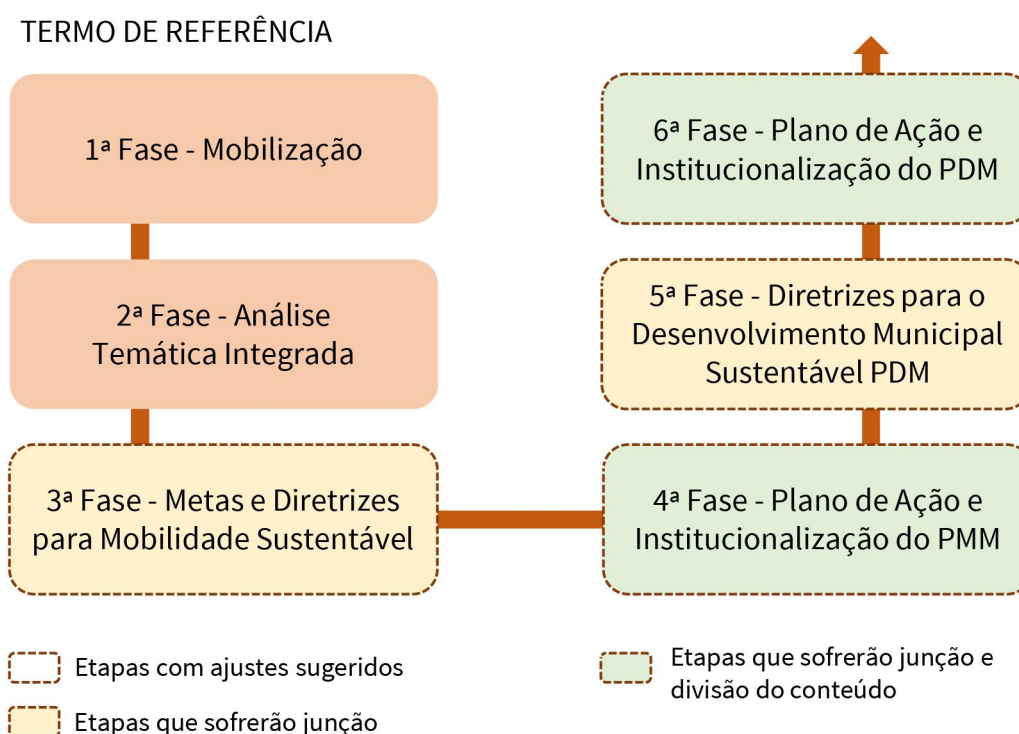 TERMO DE REFERÊNCIA
1ª Fase - Mobilização
2ª Fase - Análise
Temática Integrada
3ª Fase - Metas e Diretrizes
para Mobilidade Sustentável
4ª Fase - Plano de Ação e
Institucionalização do PMM
5ª Fase - Diretrizes para o
Desenvolvimento Municipal
Sustentável PDM
6ª Fase - Plano de Ação e
Institucionalização do PDM
Etapas com ajustes sugeridos
Etapas que sofrerão junção
Etapas que sofrerão junção e
divisão do conteúdo